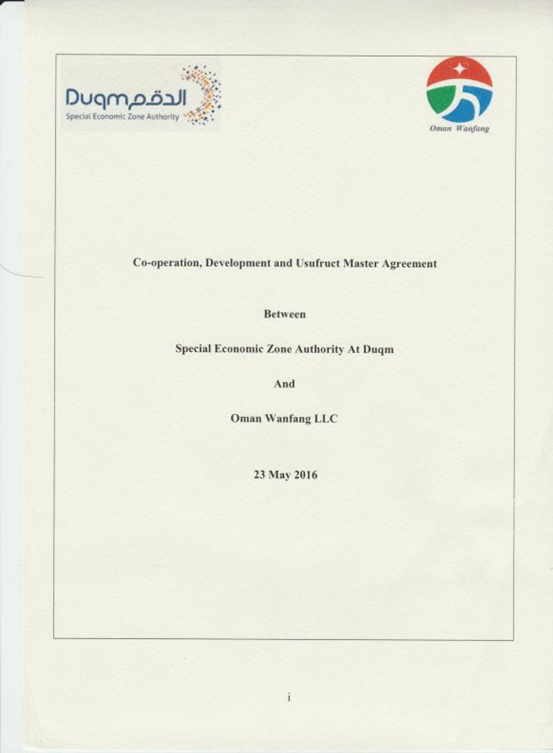 Duqm الدقم
Special Economic Zone Authority
Oman Wanfang
Co-operation, Development and Usufruct Master Agreement
Between
Special Economic Zone Authority At Duqm
And
Oman Wanfang LLC
23 May 2016
i